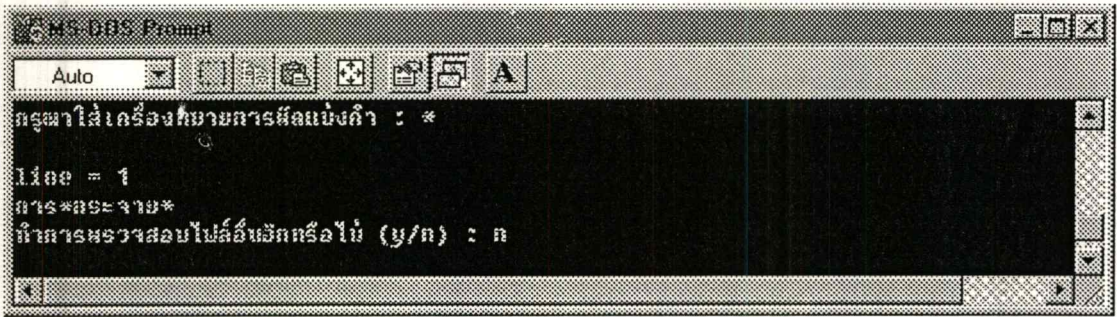 MS-DOS Prompt
Auto
A
กรุณาใส่เครื่องหมายการตัดแบ่งคำ : *
line = 1
การ*กระจาย*
ทำการตรวจสอบไฟล์อื่นอีกหรือไม่ (y/n) : n